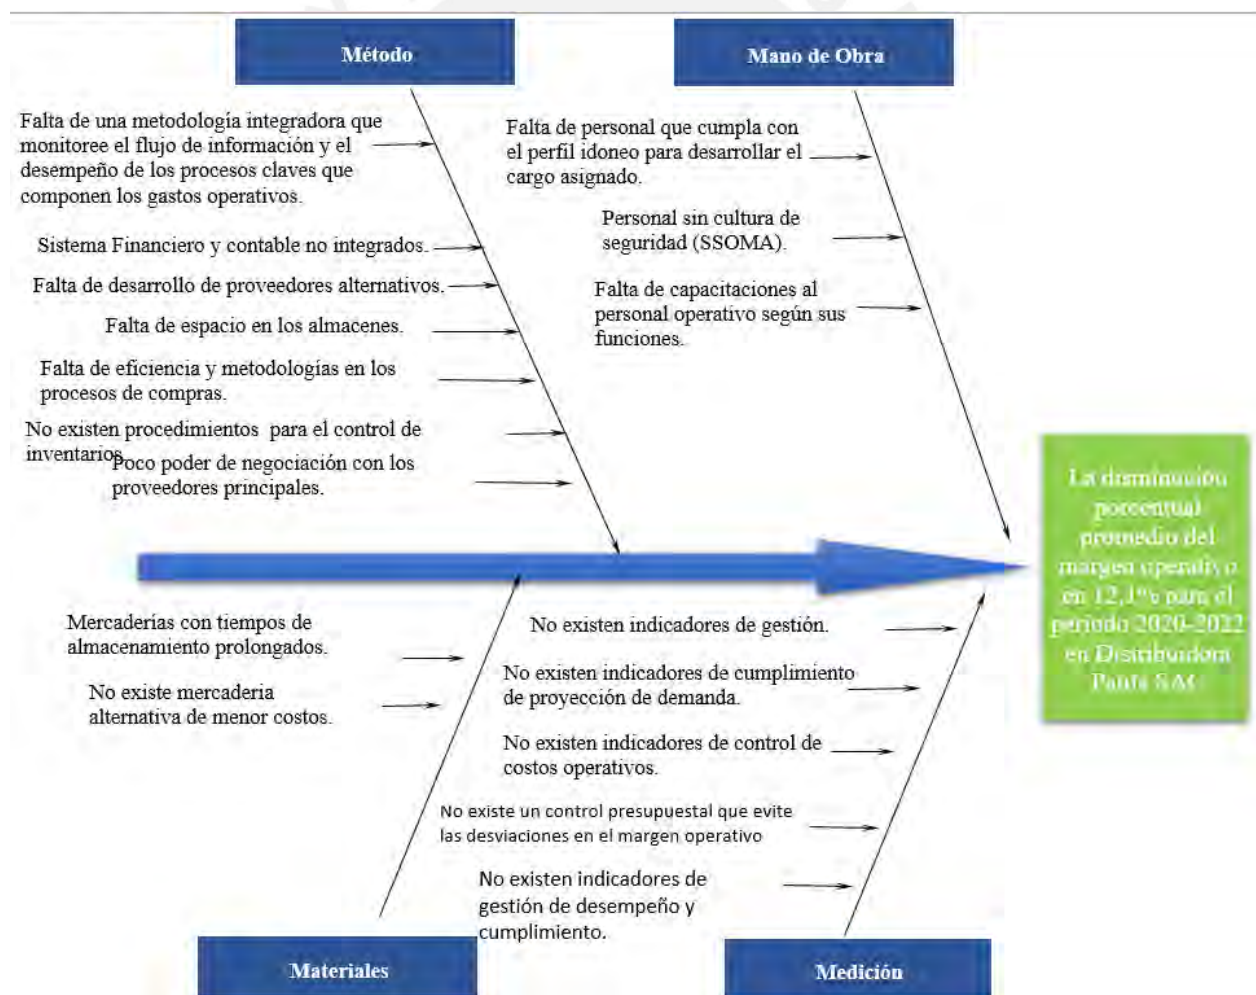 Método
Falta de una metodología integradora que
monitoree el flujo de información y el
desempeño de los procesos claves que
componen los gastos operativos.
Sistema Financiero y contable no integrados.
Falta de desarrollo de proveedores alternativos.
Falta de espacio en los almacenes.
Falta de eficiencia y metodologías en los
procesos de compras.
No existen procedimientos para el control de
inventarios.
Poco poder de negociación con los
proveedores principales.
Mano de Obra
Falta de personal que cumpla con
el perfil idoneo para desarrollar el
cargo asignado.
Personal sin cultura de
seguridad (SSOMA).
Falta de capacitaciones al
personal operativo según sus
funciones.
La disminución
porcentual
promedio del
margen operativo
en 12,1% para el
período 2020-2022
en Distribuidora
SAC
Mercaderías con tiempos de
almacenamiento prolongados.
No existe mercaderia
alternativa de menor costos.
Materiales
No existen indicadores de gestión.
No existen indicadores de cumplimiento
de proyección de demanda.
No existen indicadores de control de
costos operativos.
No existe un control presupuestal que evite
las desviaciones en el margen operativo
No existen indicadores de
gestión de desempeño y
cumplimiento.
Medición